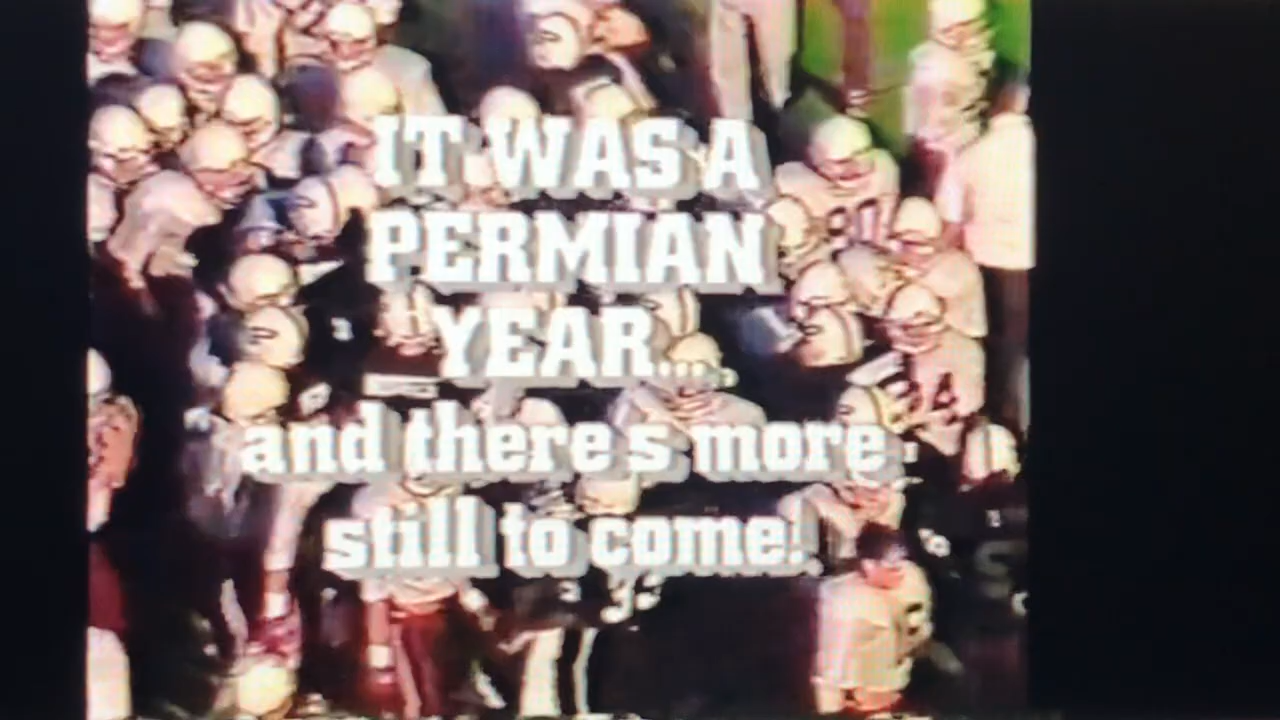 IT WAS A
PERMIAN
YEAR...
and there's more
still to come!